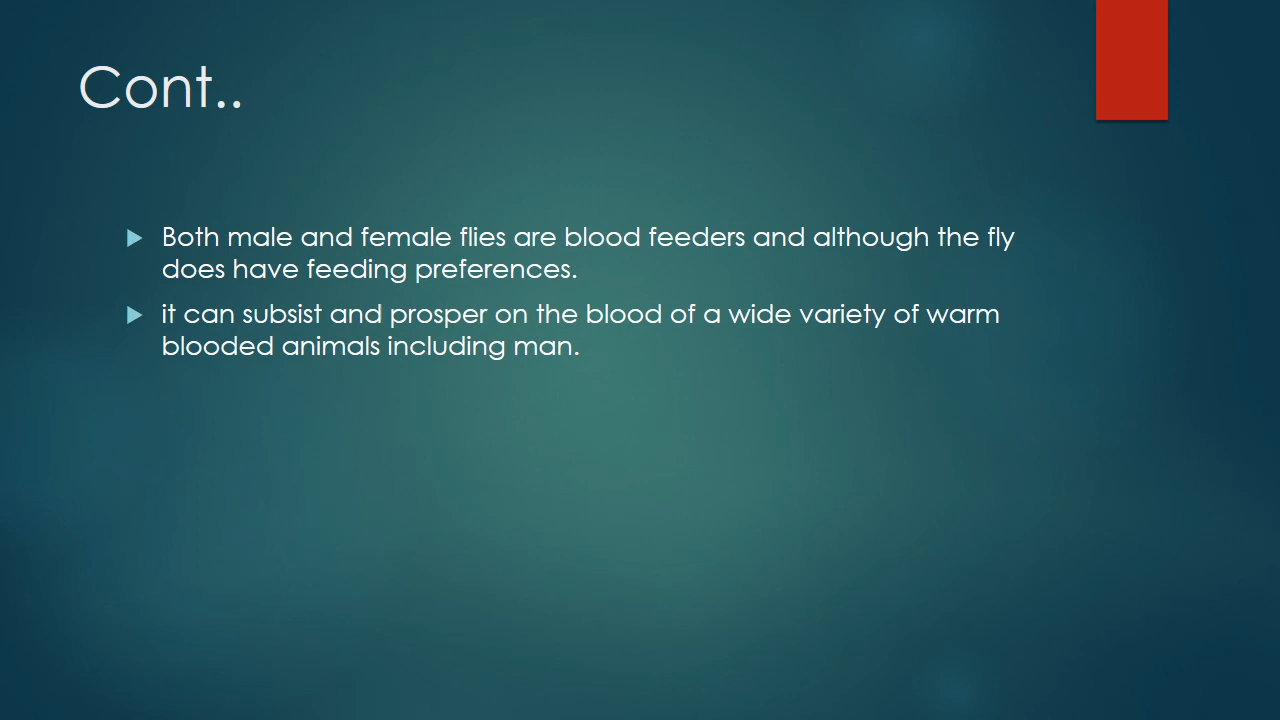 Cont..
Both male and female flies are blood feeders and although the fly
does have feeding preferences.
it can subsist and prosper on the blood of a wide variety of warm
blooded animals including man.